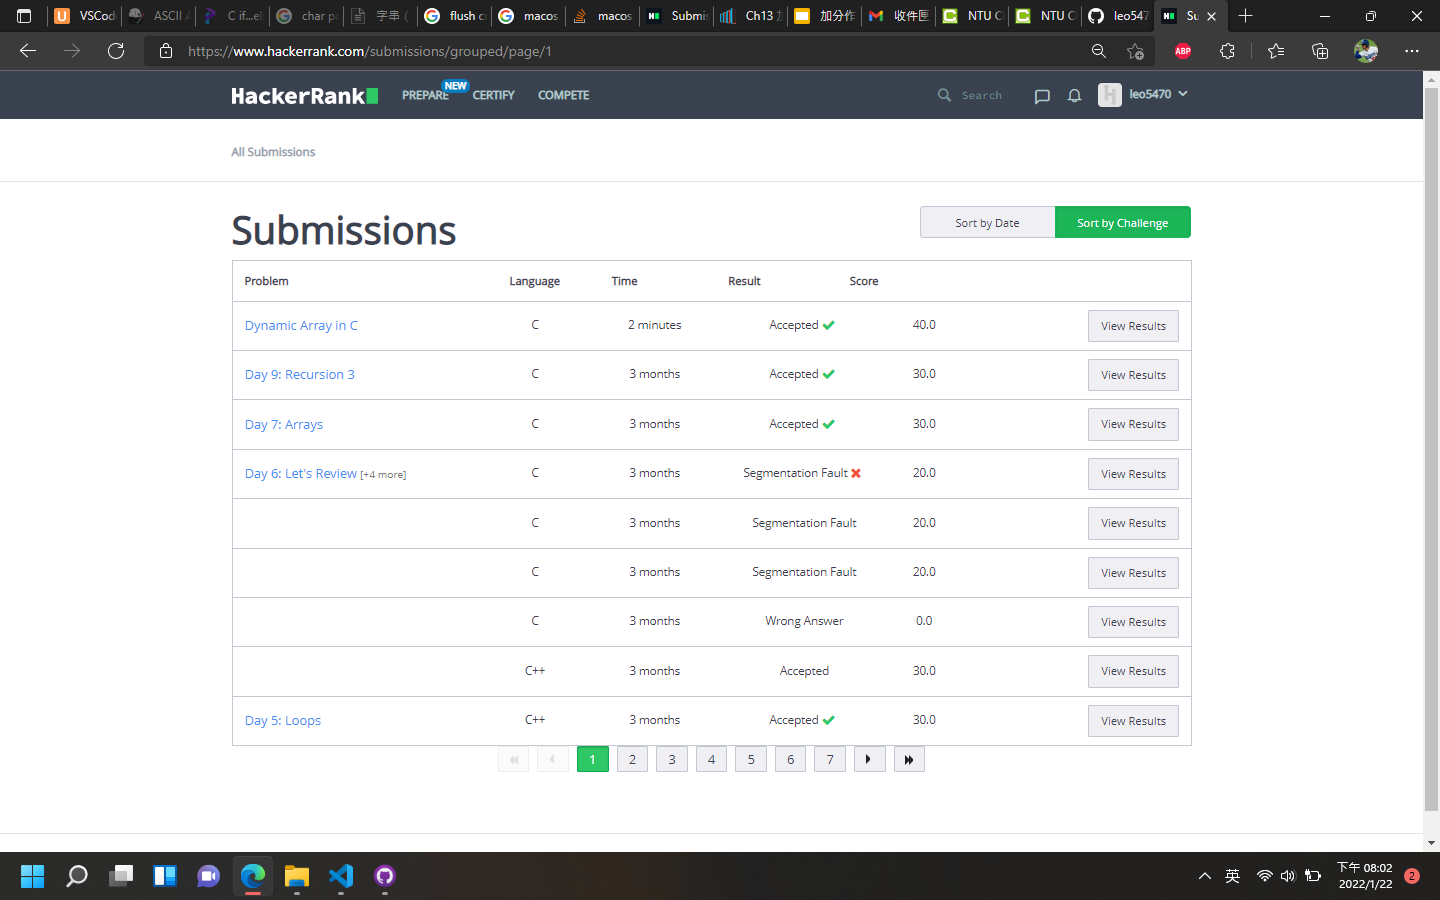 VSCod
ASCII A
C if...el
char p
字串 (
flush c
macos
macos
Submis
Ch13 加
加分作
收件匣
NTU C
NTU C
leo547
Su
https://www.hackerrank.com/submissions/grouped/page/1
ABP
HackerRank
PREPARE
NEW
CERTIFY
COMPETE
Search
leo5470
All Submissions
Submissions
Sort by Date
Sort by Challenge
Problem Language Time Result Score
Dynamic Array in C C 2 minutes Accepted 40.0 View Results
Day 9: Recursion 3 C 3 months Accepted 30.0 View Results
Day 7: Arrays C 3 months Accepted 30.0 View Results
Day 6: Let's Review [+4 more] C 3 months Segmentation Fault 20.0 View Results
C 3 months Segmentation Fault 20.0 View Results
C 3 months Segmentation Fault 20.0 View Results
C 3 months Wrong Answer 0.0 View Results
C++ 3 months Accepted 30.0 View Results
Day 5: Loops C++ 3 months Accepted 30.0 View Results
1 2 3 4 5 6 7
英
下午 08:02
2022/1/22
2